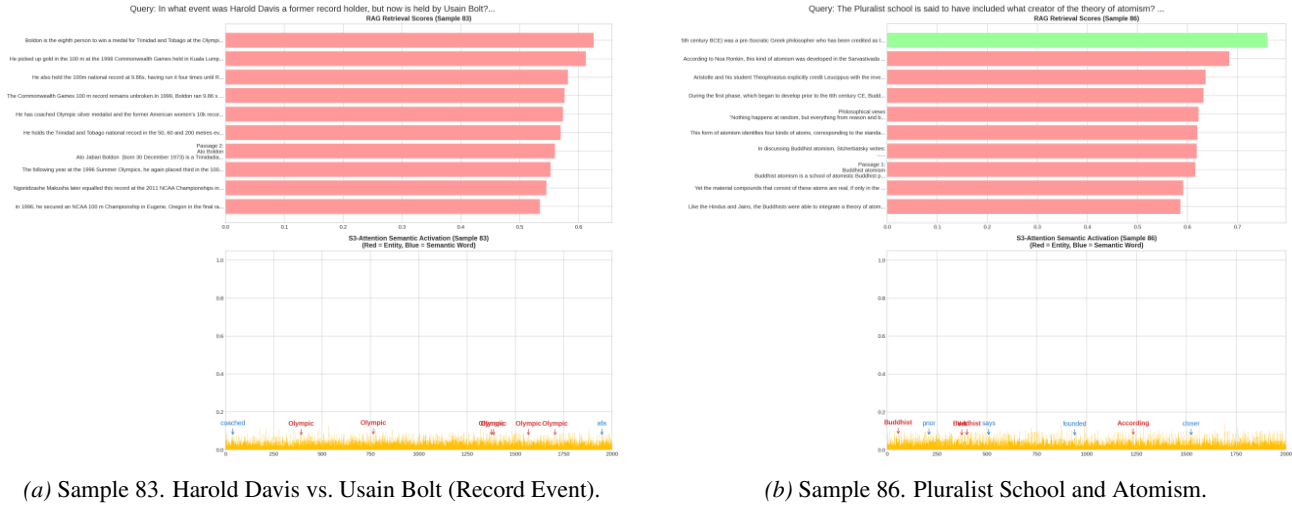 Query: In what event was Harold Davis a former record holder, but now is held by Usain Bolt?...
RAG Retrieval Scores (Sample 83)
Boldon is the eighth person to win a medal for Trinidad and Tobago at the Olympi...
He picked up gold in the 100 m at the 1998 Commonwealth Games held in Kuala Lump...
He also held the 100m national record at 9.86s, having run it four times until R...
The Commonwealth Games 100 m record remains unbroken.In 1999, Boldon ran 9.86 s ...
He has coached Olympic silver medalist and the former American women's 10k recor...
He holds the Trinidad and Tobago national record in the 50, 60 and 200 metres ev...
Passage 2:
Ato Boldon
Ato Jabari Boldon (born 30 December 1973) is a Trinidadia...
The following year at the 1996 Summer Olympics, he again placed third in the 100...
Ngonidzashe Makusha later equalled this record at the 2011 NCAA Championships in...
In 1996, he secured an NCAA 100 m Championship in Eugene, Oregon in the final ra...
0.0 0.1 0.2 0.3 0.4 0.5 0.6
S3-Attention Semantic Activation (Sample 83)
(Red = Entity, Blue = Semantic Word)
1.0
0.8
0.6
0.4
0.2
coached Olympic Olympic Olympic Olympic Olympic
0.0
0 250 500 750 1000 1250 1500 1750 2000
(a) Sample 83. Harold Davis vs. Usain Bolt (Record Event).
Query: The Pluralist school is said to have included what creator of the theory of atomism? ...
RAG Retrieval Scores (Sample 86)
5th century BCE) was a pre-Socratic Greek philosopher who has been credited as t...
According to Noa Ronkin, this kind of atomism was developed in the Sarvastivada ...
Aristotle and his student Theophrastus explicitly credit Leucippus with the inve...
During the first phase, which began to develop prior to the 6th century CE, Budd...
Philosophical views
"Nothing happens at random, but everything from reason and b...
This form of atomism identifies four kinds of atoms, corresponding to the standa...
In discussing Buddhist atomism, Stcherbatsky writes:
....
Passage 1:
Buddhist atomism
Buddhist atomism is a school of atomistic Buddhist p...
Yet the material compounds that consist of these atoms are real, if only in the ...
Like the Hindus and Jains, the Buddhists were able to integrate a theory of atom...
0.0 0.1 0.2 0.3 0.4 0.5 0.6 0.7
S3-Attention Semantic Activation (Sample 86)
(Red = Entity, Blue = Semantic Word)
1.0
0.8
0.6
0.4
0.2
Buddhist prior Buddhist says founded According closer
0.0
0 250 500 750 1000 1250 1500 1750 2000
(b) Sample 86. Pluralist School and Atomism.